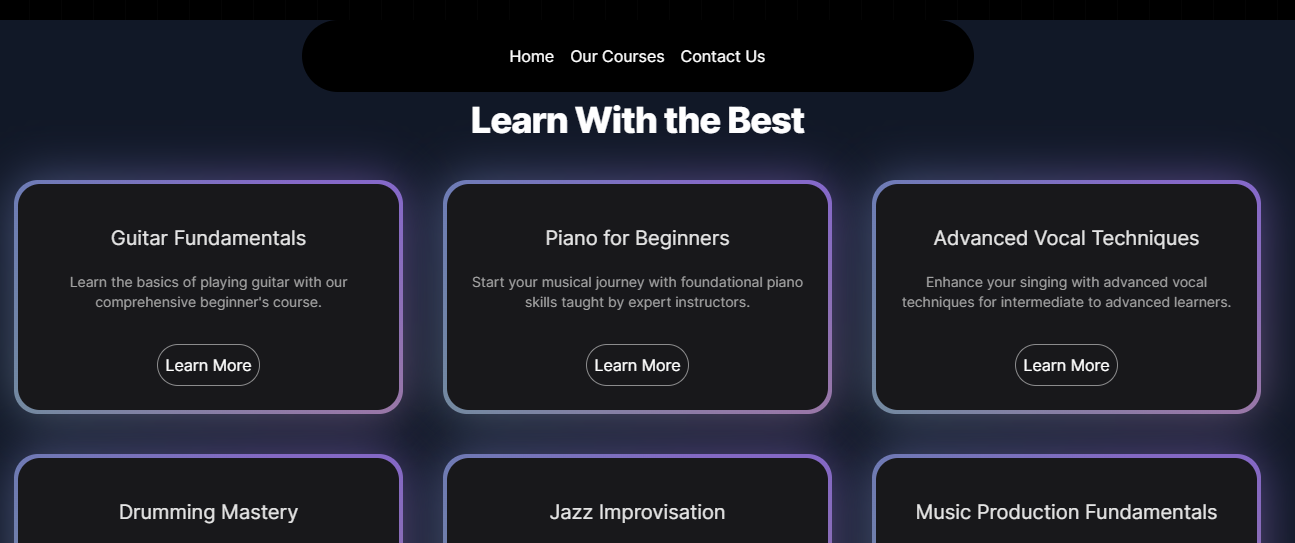 Home Our Courses Contact Us
Learn With the Best
Guitar Fundamentals
Learn the basics of playing guitar with our
comprehensive beginner's course.
Learn More
Piano for Beginners
Start your musical journey with foundational piano
skills taught by expert instructors.
Learn More
Advanced Vocal Techniques
Enhance your singing with advanced vocal
techniques for intermediate to advanced learners.
Learn More
Drumming Mastery
Jazz Improvisation
Music Production Fundamentals